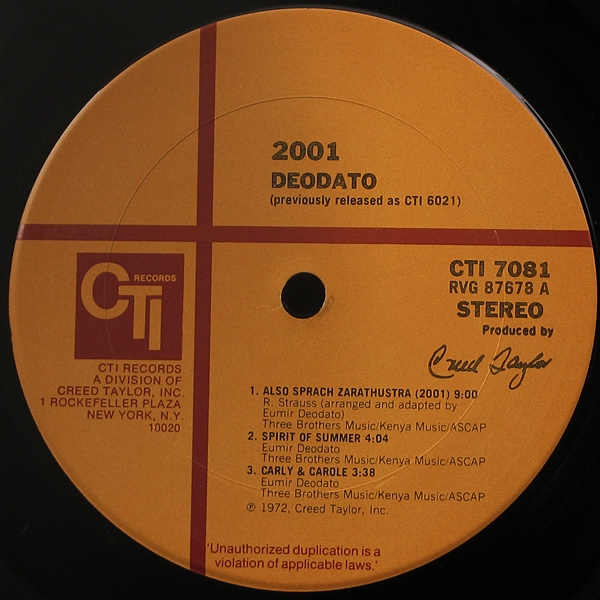 2001
DEODATO
(previously released as CTI 6021)
CTI RECORDS
CTI RECORDS
A DIVISION OF
CREED TAYLOR, INC.
1 ROCKEFELLER PLAZA
NEW YORK, N.Y.
10020
CTI 7081
RVG 87678 A
STEREO
Produced by
Creed Taylor
1. ALSO SPRACH ZARATHUSTRA (2001) 9:00
R. Strauss (arranged and adapted by
Eumir Deodato)
Three Brothers Music/Kenya Music/ASCAP
2. SPIRIT OF SUMMER 4:04
Eumir Deodato
Three Brothers Music/Kenya Music/ASCAP
3. CARLY & CAROLE 3:38
Eumir Deodato
Three Brothers Music/Kenya Music/ASCAP
℗ 1972, Creed Taylor, Inc.
'Unauthorized duplication is a
violation of applicable laws.'